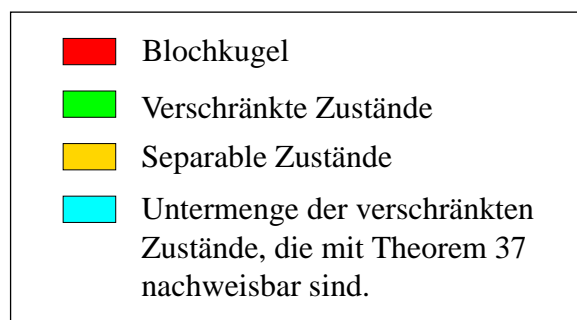 Blochkugel
Verschränkte Zustände
Separable Zustände
Untermenge der verschränkten
Zustände, die mit Theorem 37
nachweisbar sind.